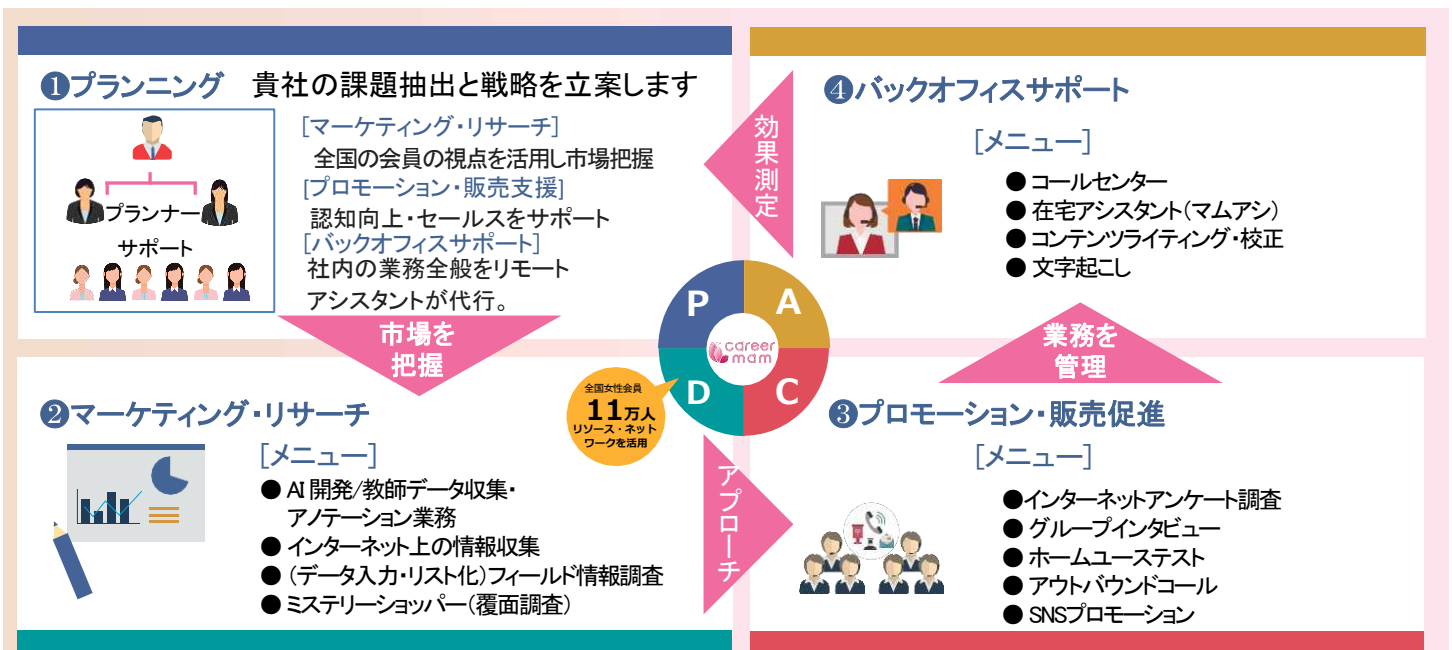 ❶プランニング 貴社の課題抽出と戦略を立案します
プランナー
サポート
[マーケティング・リサーチ]
全国の会員の視点を活用し市場把握
[プロモーション・販売支援]
認知向上・セールスをサポート
[バックオフィスサポート]
社内の業務全般をリモート
アシスタントが代行。
市場を
把握
❷マーケティング・リサーチ
[メニュー]
● AI 開発/教師データ収集・
アノテーション業務
● インターネット上の情報収集
● (データ入力・リスト化)フィールド情報調査
● ミステリーショッパー(覆面調査)
アプローチ
❸プロモーション・販売促進
[メニュー]
●インターネットアンケート調査
● グループインタビュー
● ホームユーステスト
● アウトバウンドコール
● SNSプロモーション
業務を
管理
❹バックオフィスサポート
[メニュー]
● コールセンター
● 在宅アシスタント(マムアシ)
● コンテンツライティング・校正
● 文字起こし
効果測定
P
A
D
C
career
mam
全国女性会員
11万人
リソース・ネット
ワークを活用